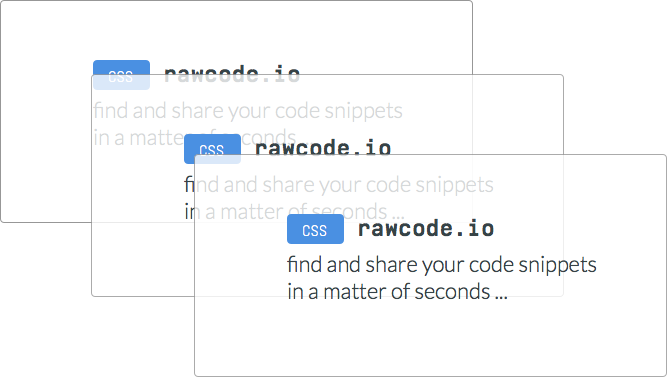 CSS rawcode.io
find and share your code snippets
in a matter of seconds ...
CSS rawcode.io
find and share your code snippets
in a matter of seconds ...
CSS rawcode.io
find and share your code snippets
in a matter of seconds ...